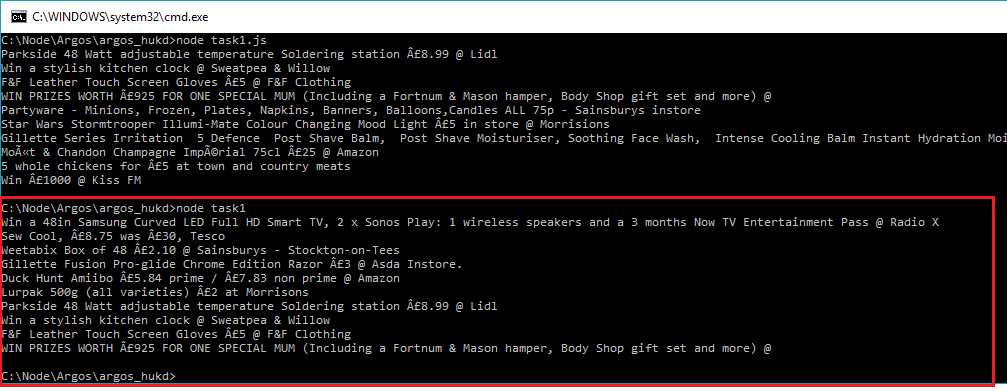 C:\WINDOWS\system32\cmd.exe
C:\Node\Argos\argos_hukd>node task1.js
Parkside 48 Watt adjustable temperature Soldering station Â£8.99 @ Lidl
Win a stylish kitchen clock @ Sweatpea & Willow
F&F Leather Touch Screen Gloves Â£5 @ F&F Clothing
WIN PRIZES WORTH Â£925 FOR ONE SPECIAL MUM (Including a Fortnum & Mason hamper, Body Shop gift set and more) @
Partyware - Minions, Frozen, Plates, Napkins, Banners, Balloons,Candles ALL 75p - Sainsburys instore
Star Wars Stormtrooper Illumi-Mate Colour Changing Mood Light Â£5 in store @ Morrisions
Gillette Series Irritation  5 Defence  Post Shave Balm,  Post Shave Moisturiser, Soothing Face Wash,  Intense Cooling Balm Instant Hydration Moi
MoÃ«t & Chandon Champagne ImpÃ©rial 75cl Â£25 @ Amazon
5 whole chickens for Â£5 at town and country meats
Win Â£1000 @ Kiss FM
C:\Node\Argos\argos_hukd>node task1
Win a 48in Samsung Curved LED Full HD Smart TV, 2 x Sonos Play: 1 wireless speakers and a 3 months Now TV Entertainment Pass @ Radio X
Sew Cool, Â£8.75 was Â£30, Tesco
Weetabix Box of 48 Â£2.10 @ Sainsburys - Stockton-on-Tees
Gillette Fusion Pro-glide Chrome Edition Razor Â£3 @ Asda Instore.
Duck Hunt Amiibo Â£5.84 prime / Â£7.83 non prime @ Amazon
Lurpak 500g (all varieties) Â£2 at Morrisons
Parkside 48 Watt adjustable temperature Soldering station Â£8.99 @ Lidl
Win a stylish kitchen clock @ Sweatpea & Willow
F&F Leather Touch Screen Gloves Â£5 @ F&F Clothing
WIN PRIZES WORTH Â£925 FOR ONE SPECIAL MUM (Including a Fortnum & Mason hamper, Body Shop gift set and more) @
C:\Node\Argos\argos_hukd>